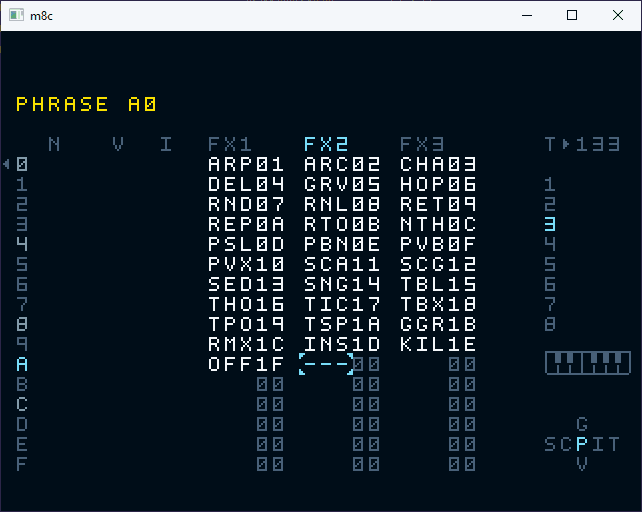 m8c
PHRASE A0
N V I FX1 FX2 FX3 T 133
0 ARP01 ARC02 CHA03
1 DEL04 GRV05 HOP06 1
2 RND07 RNL08 RET09 2
3 REP0A RTO0B NTH0C 3
4 PSL0D PBN0E PVB0F 4
5 PVX10 SCA11 SCG12 5
6 SED13 SNG14 TBL15 6
7 THO16 TIC17 TBX18 7
8 TPO19 TSP1A GGR1B 8
9 RMX1C INS1D KIL1E
A OFF1F ---00 00
B 00 00 00
C 00 00 00
D 00 00 00 G
E 00 00 00 SCPIT
F 00 00 00 V